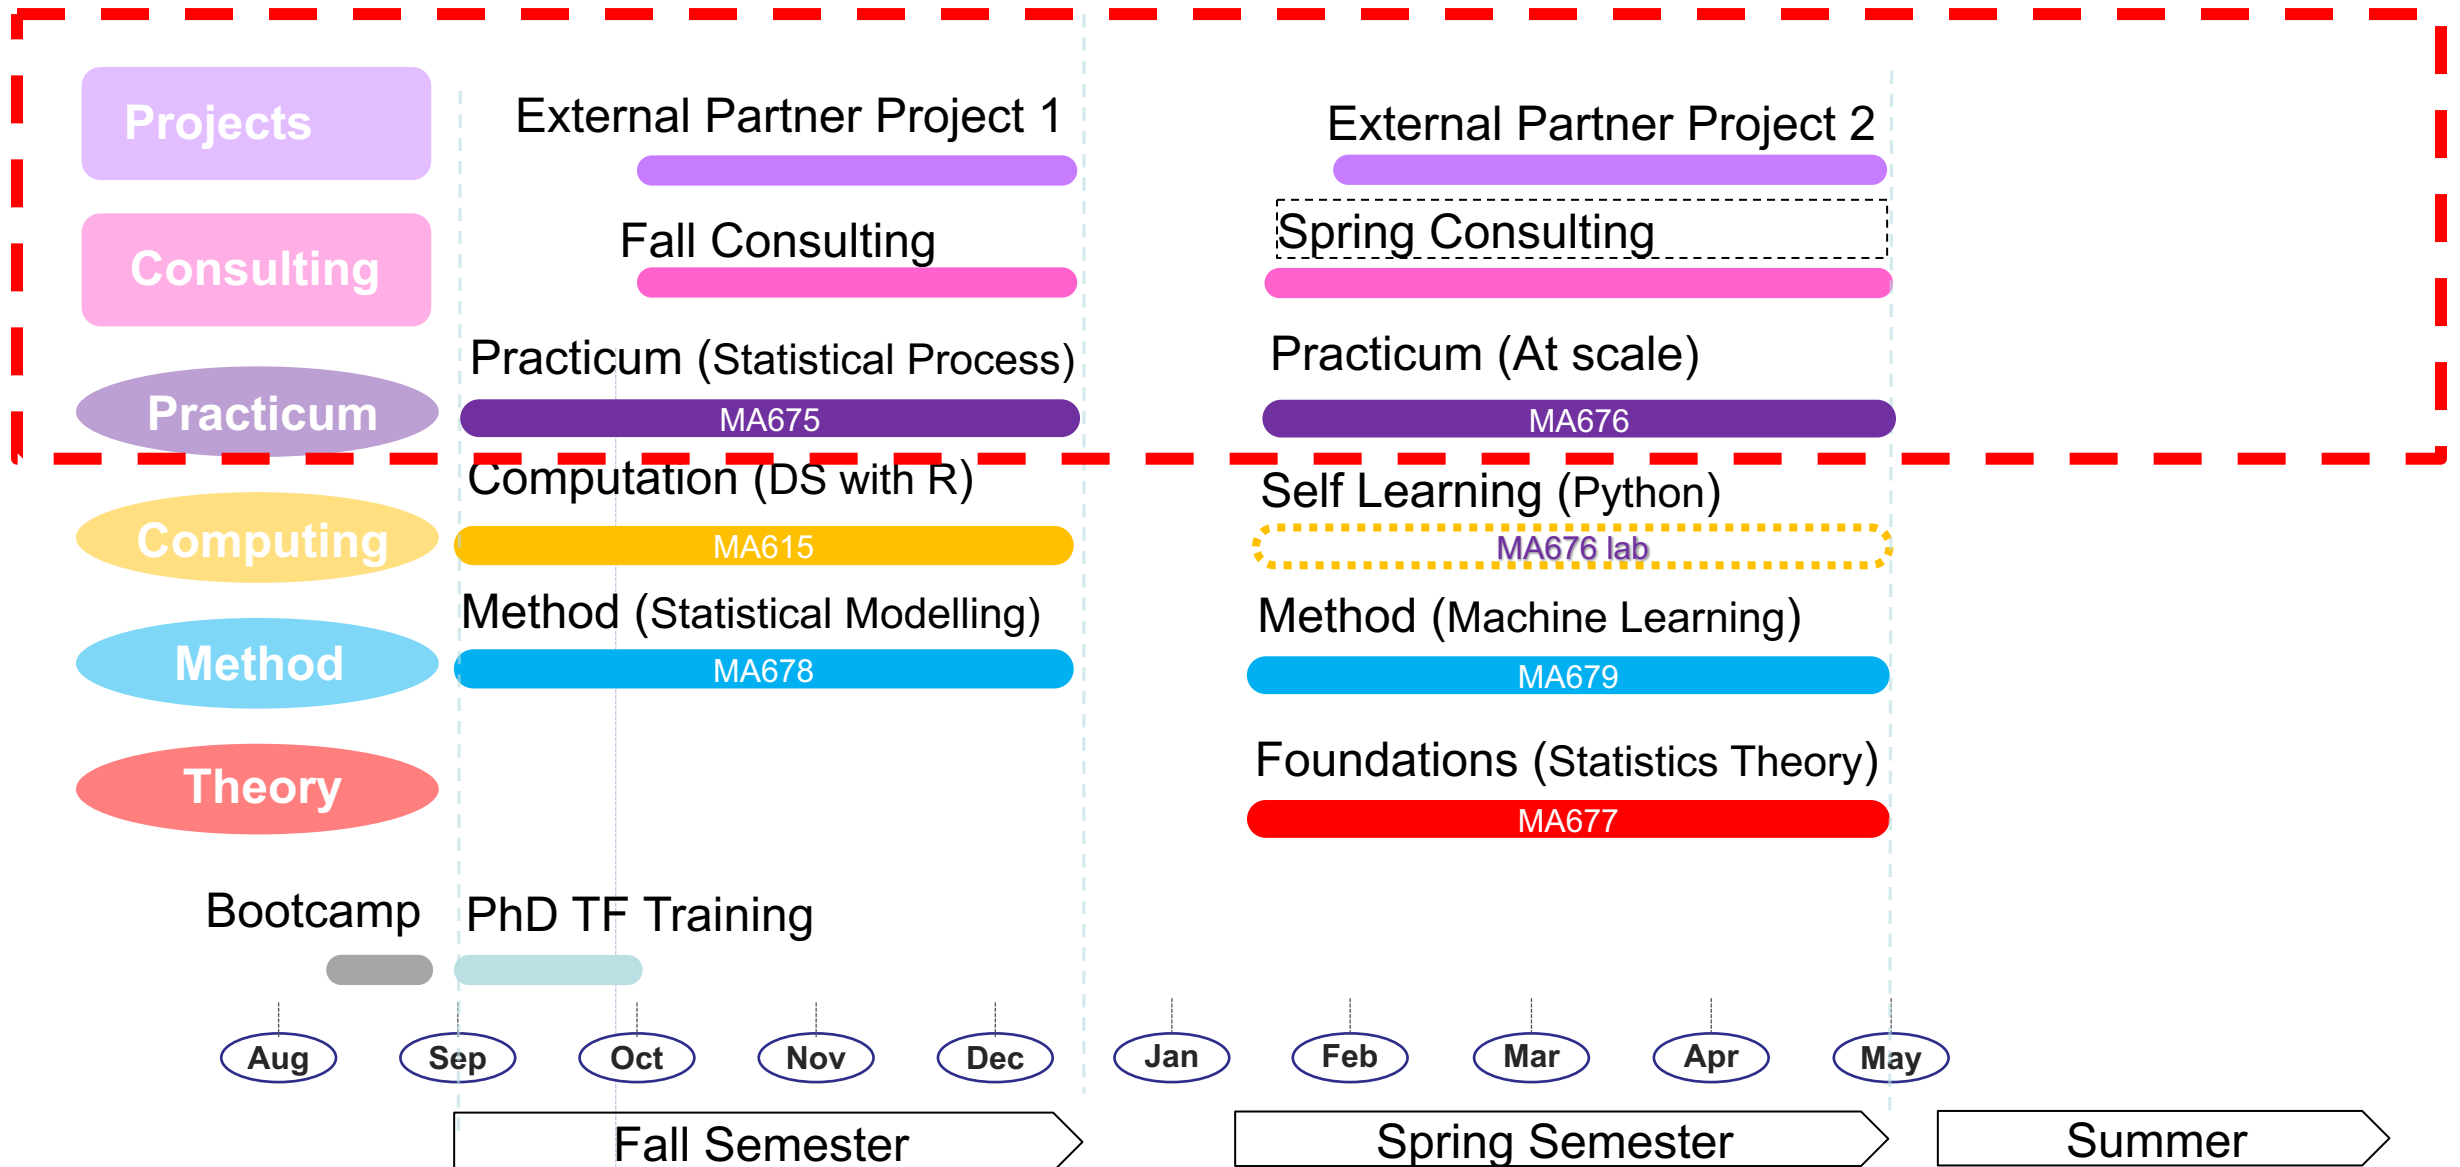 Projects
External Partner Project 1
External Partner Project 2
Consulting
Fall Consulting
Spring Consulting
Practicum
Practicum (Statistical Process)
MA675
Practicum (At scale)
MA676
Computing
Computation (DS with R)
MA615
Self Learning (Python)
MA676 lab
Method
Method (Statistical Modelling)
MA678
Method (Machine Learning)
MA679
Theory
Foundations (Statistics Theory)
MA677
Bootcamp
PhD TF Training
Aug
Sep
Oct
Nov
Dec
Jan
Feb
Mar
Apr
May
Fall Semester
Spring Semester
Summer